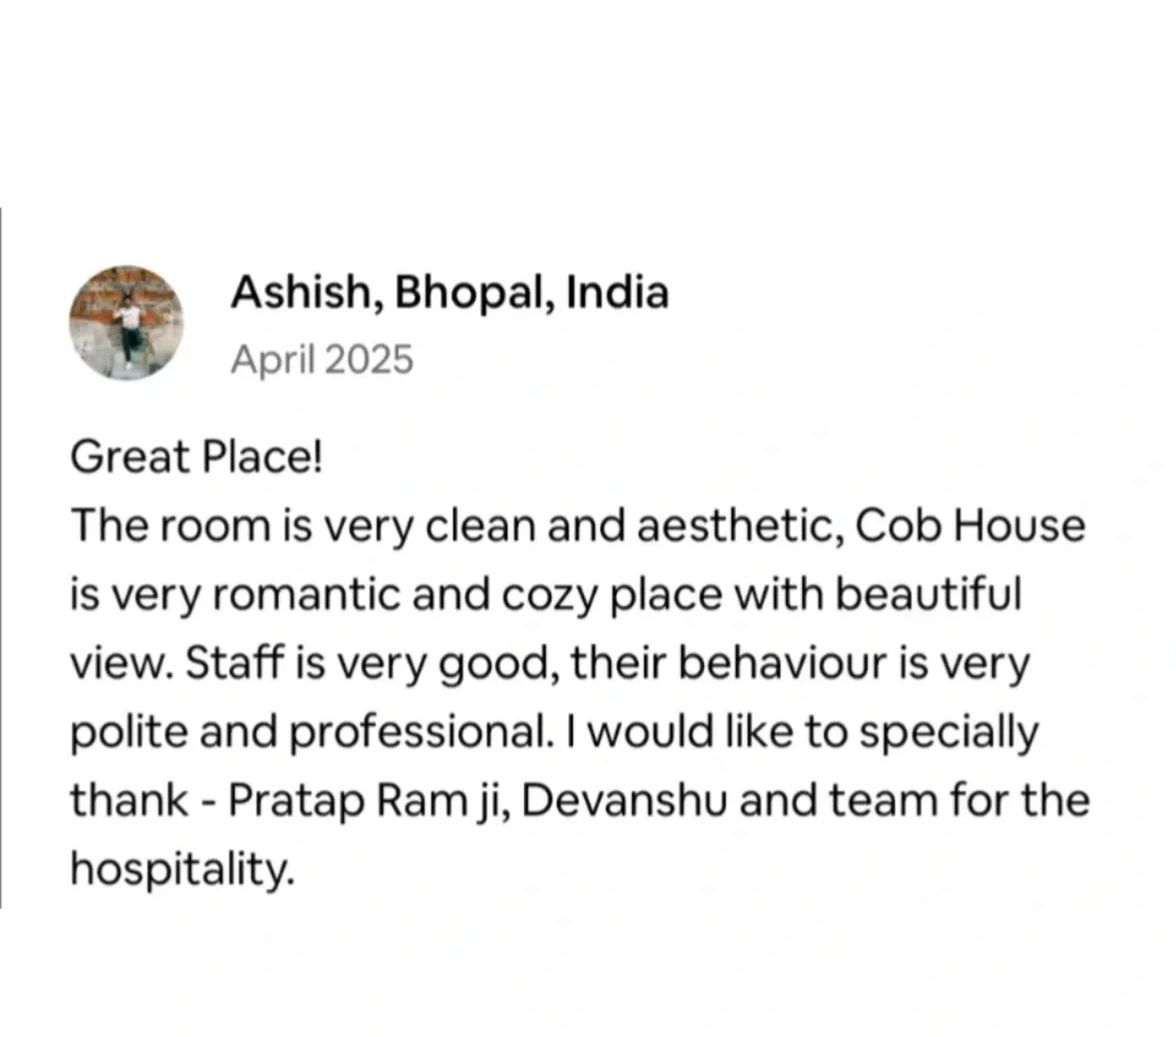 Ashish, Bhopal, India
April 2025
Great Place!
The room is very clean and aesthetic, Cob House
is very romantic and cozy place with beautiful
view. Staff is very good, their behaviour is very
polite and professional. I would like to specially
thank - Pratap Ram ji, Devanshu and team for the
hospitality.